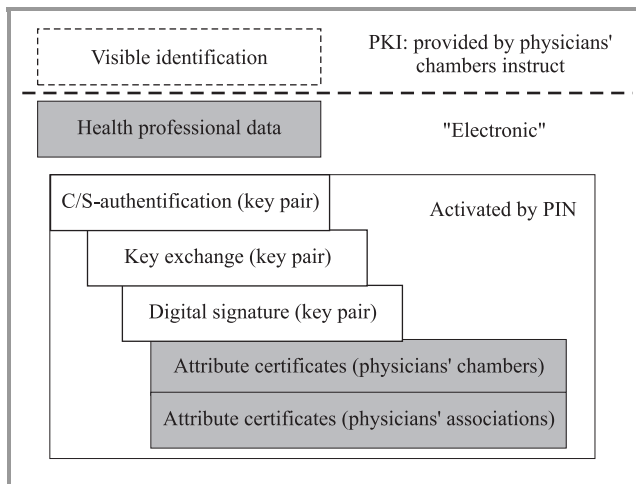 Visible identification
PKI: provided by physicians'
chambers instruct
Health professional data
"Electronic"
C/S-authentification (key pair)
Activated by PIN
Key exchange (key pair)
Digital signature (key pair)
Attribute certificates (physicians' chambers)
Attribute certificates (physicians' associations)